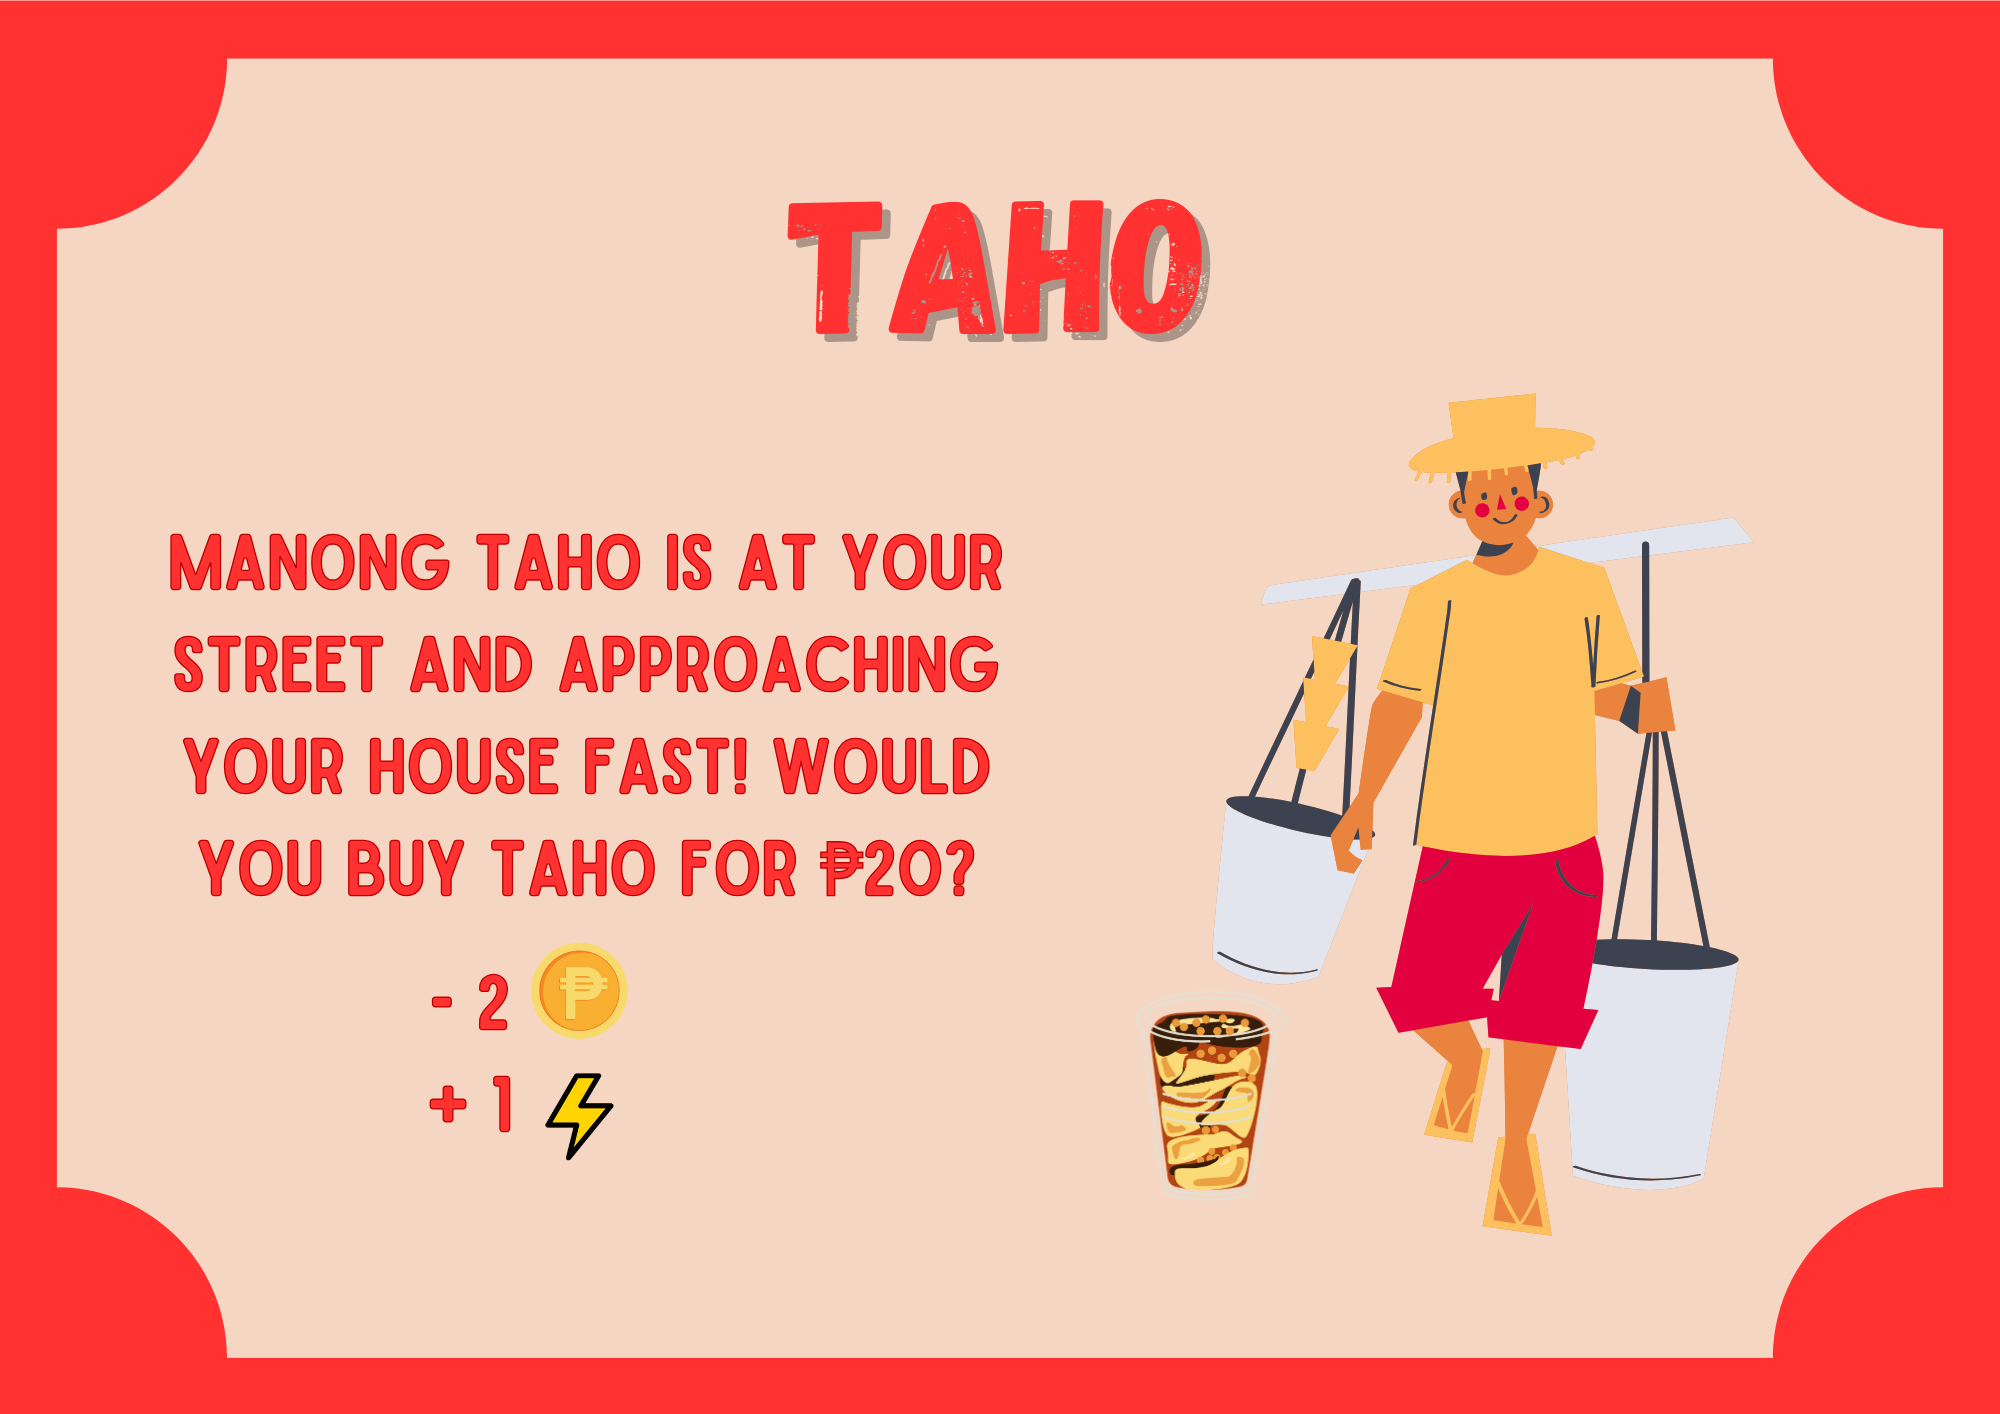 TAHO
MANONG TAHO IS AT YOUR
STREET AND APPROACHING
YOUR HOUSE FAST! WOULD
YOU BUY TAHO FOR ₱20?
- 2 ₱
+ 1